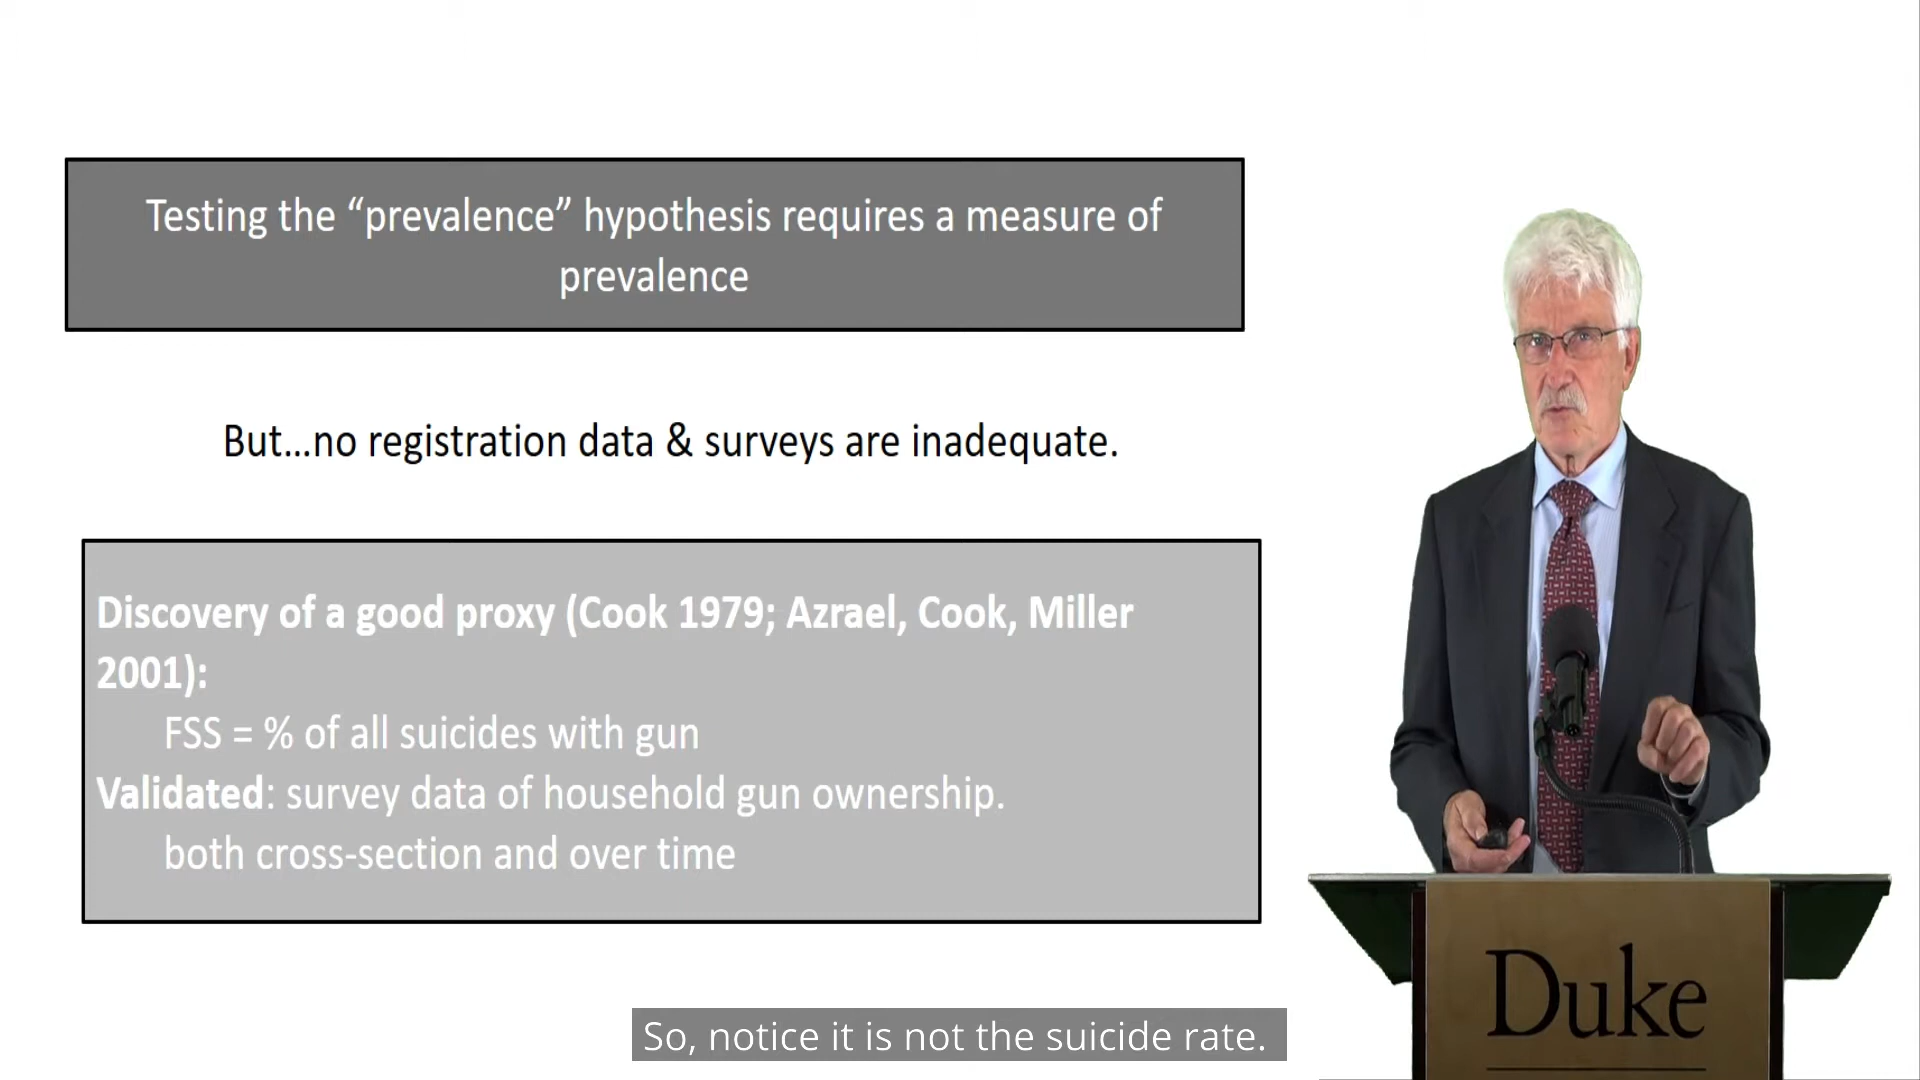 Testing the “prevalence” hypothesis requires a measure of
prevalence
But...no registration data & surveys are inadequate.
Discovery of a good proxy (Cook 1979; Azrael, Cook, Miller
2001):
FSS = % of all suicides with gun
Validated: survey data of household gun ownership.
both cross-section and over time
Duke
So, notice it is not the suicide rate.